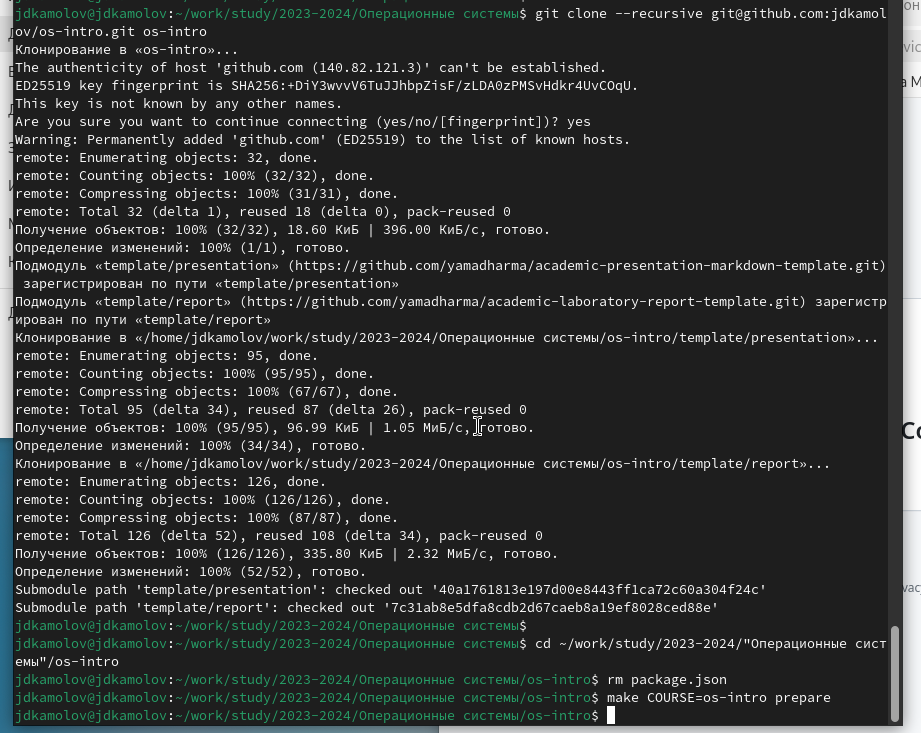 jdkamolov@jdkamolov:~/work/study/2023-2024/Операционные системы$ git clone --recursive git@github.com:jdkamol
ov/os-intro.git os-intro
Клонирование в «os-intro»...
The authenticity of host 'github.com (140.82.121.3)' can't be established.
ED25519 key fingerprint is SHA256:+DiY3wvvV6TuJJhbpZisF/zLDA0zPMSvHdkr4UvCOqU.
This key is not known by any other names.
Are you sure you want to continue connecting (yes/no/[fingerprint])? yes
Warning: Permanently added 'github.com' (ED25519) to the list of known hosts.
remote: Enumerating objects: 32, done.
remote: Counting objects: 100% (32/32), done.
remote: Compressing objects: 100% (31/31), done.
remote: Total 32 (delta 1), reused 18 (delta 0), pack-reused 0
Получение объектов: 100% (32/32), 18.60 КиБ | 396.00 КиБ/с, готово.
Определение изменений: 100% (1/1), готово.
Подмодуль «template/presentation» (https://github.com/yamadharma/academic-presentation-markdown-template.git)
зарегистрирован по пути «template/presentation»
Подмодуль «template/report» (https://github.com/yamadharma/academic-laboratory-report-template.git) зарегистр
ирован по пути «template/report»
Клонирование в «/home/jdkamolov/work/study/2023-2024/Операционные системы/os-intro/template/presentation»...
remote: Enumerating objects: 95, done.
remote: Counting objects: 100% (95/95), done.
remote: Compressing objects: 100% (67/67), done.
remote: Total 95 (delta 34), reused 87 (delta 26), pack-reused 0
Получение объектов: 100% (95/95), 96.99 КиБ | 1.05 МиБ/с, готово.
Определение изменений: 100% (34/34), готово.
Клонирование в «/home/jdkamolov/work/study/2023-2024/Операционные системы/os-intro/template/report»...
remote: Enumerating objects: 126, done.
remote: Counting objects: 100% (126/126), done.
remote: Compressing objects: 100% (87/87), done.
remote: Total 126 (delta 52), reused 108 (delta 34), pack-reused 0
Получение объектов: 100% (126/126), 335.80 КиБ | 2.32 МиБ/с, готово.
Определение изменений: 100% (52/52), готово.
Submodule path 'template/presentation': checked out '40a1761813e197d00e8443ff1ca72c60a304f24c'
Submodule path 'template/report': checked out '7c31ab8e5dfa8cdb2d67caeb8a19ef8028ced88e'
jdkamolov@jdkamolov:~/work/study/2023-2024/Операционные системы$
jdkamolov@jdkamolov:~/work/study/2023-2024/Операционные системы$ cd ~/work/study/2023-2024/"Операционные сист
емы"/os-intro
jdkamolov@jdkamolov:~/work/study/2023-2024/Операционные системы/os-intro$ rm package.json
jdkamolov@jdkamolov:~/work/study/2023-2024/Операционные системы/os-intro$ make COURSE=os-intro prepare
jdkamolov@jdkamolov:~/work/study/2023-2024/Операционные системы/os-intro$